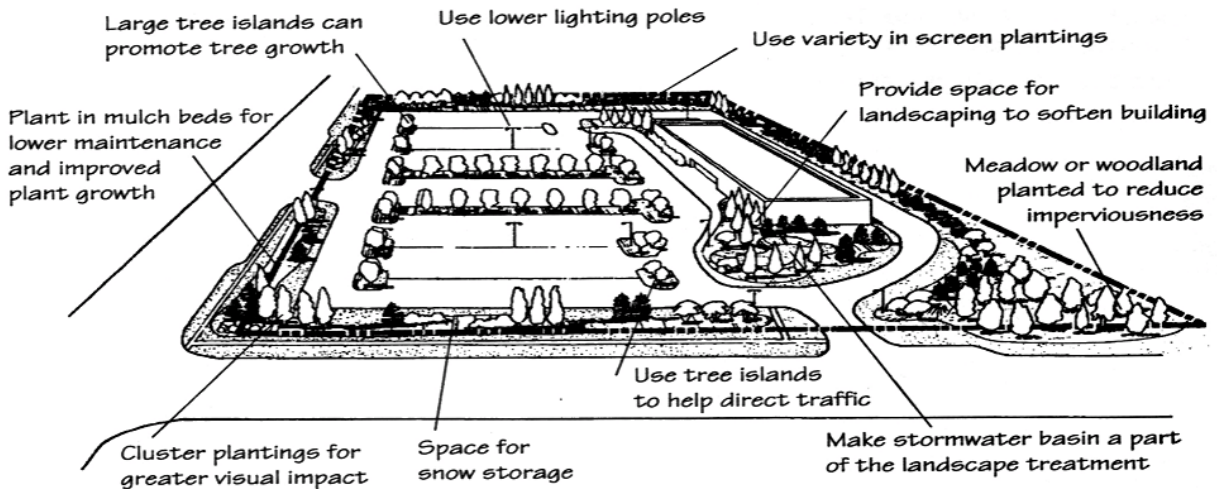 Large tree islands can
promote tree growth
Use lower lighting poles
Use variety in screen plantings
Plant in mulch beds for
lower maintenance
and improved
plant growth
Provide space for
landscaping to soften building
Meadow or woodland
planted to reduce
imperviousness
Use tree islands
to help direct traffic
Cluster plantings for
greater visual impact
Space for
snow storage
Make stormwater basin a part
of the landscape treatment